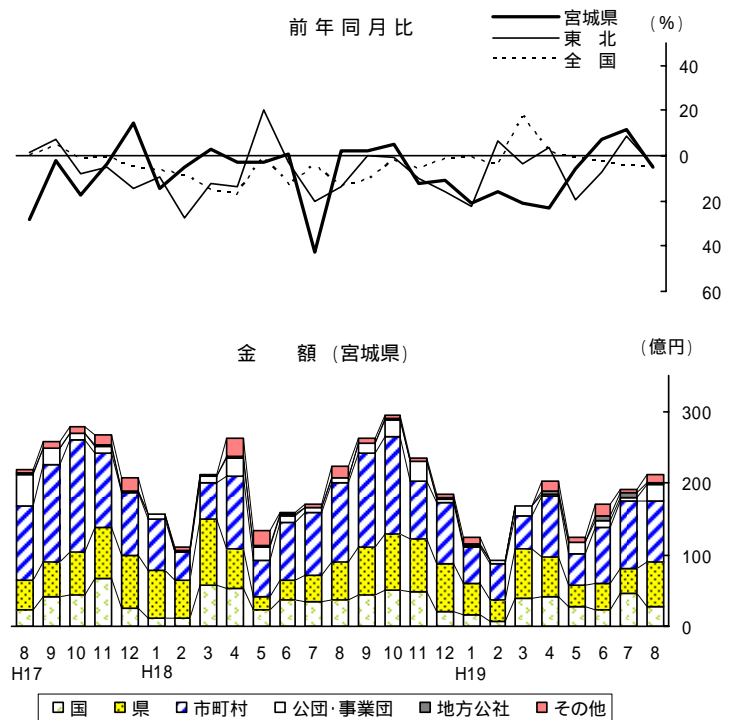 前年同月比
宮城県
東 北
全 国
(%)
40
20
0
20
40
60
金 額 (宮城県)
(億円)
300
200
100
0
8 9 10 11 12 1 2 3 4 5 6 7 8 9 10 11 12 1 2 3 4 5 6 7 8
H17 H18 H19
国 県 市町村 公団・事業団 地方公社 その他